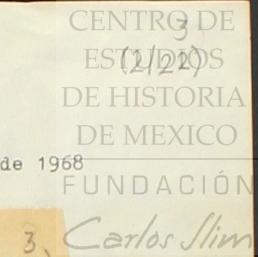 CENTRO DE
3
ESTUDIOS
(2/22)
DE HISTORIA
DE MEXICO
de 1968
FUNDACIÓN
3. Carlos Slim